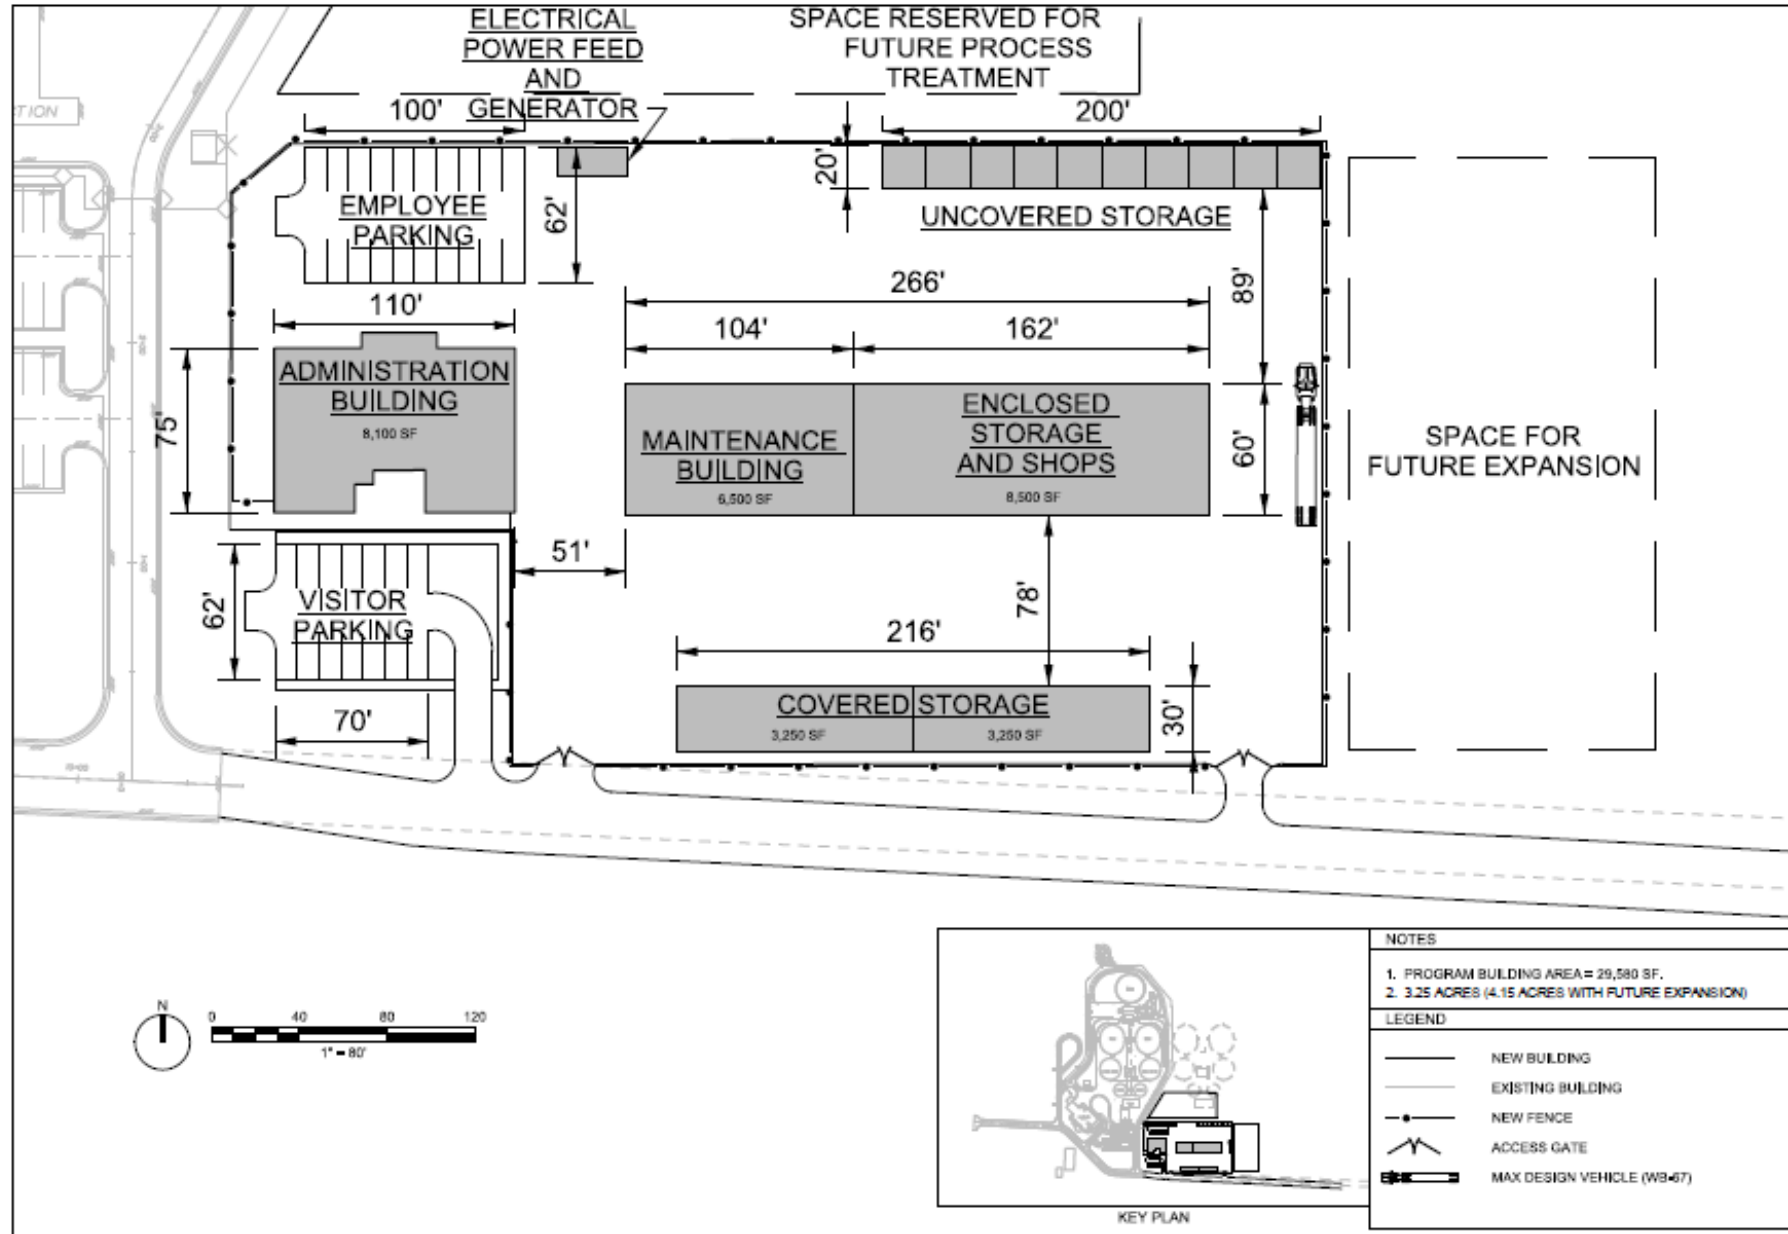 ELECTRICAL
POWER FEED
AND
GENERATOR
SPACE RESERVED FOR
FUTURE PROCESS
TREATMENT
100'
200'
20'
62'
EMPLOYEE
PARKING
UNCOVERED STORAGE
266'
89'
110'
104'
162'
ADMINISTRATION
BUILDING
8,100 SF
75'
MAINTENANCE
BUILDING
6,500 SF
ENCLOSED
STORAGE
AND SHOPS
8,500 SF
60'
SPACE FOR
FUTURE EXPANSION
51'
62'
VISITOR
PARKING
78'
216'
COVERED STORAGE
3,250 SF
3,250 SF
30'
70'
N
0 40 80 120
1" = 80'
KEY PLAN
NOTES
1. PROGRAM BUILDING AREA = 29,580 SF.
2. 3.25 ACRES (4.15 ACRES WITH FUTURE EXPANSION)
LEGEND
NEW BUILDING
EXISTING BUILDING
NEW FENCE
ACCESS GATE
MAX DESIGN VEHICLE (WB-67)